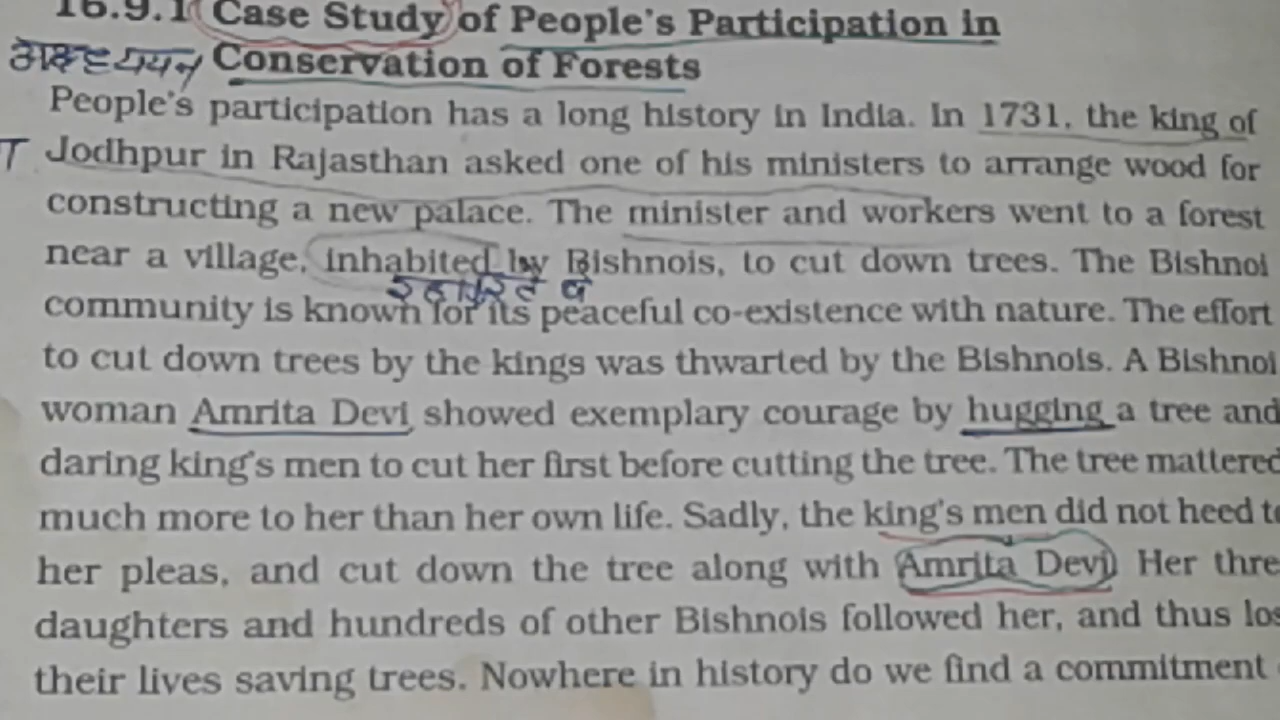 16.9.1 Case Study of People's Participation in
Conservation of Forests
People's participation has a long history in India. In 1731, the king of
Jodhpur in Rajasthan asked one of his ministers to arrange wood for
constructing a new palace. The minister and workers went to a forest
near a village, inhabited by Bishnois, to cut down trees. The Bishnoi
community is known for its peaceful co-existence with nature. The effort
to cut down trees by the kings was thwarted by the Bishnois. A Bishnoi
woman Amrita Devi showed exemplary courage by hugging a tree and
daring king's men to cut her first before cutting the tree. The tree mattered
much more to her than her own life. Sadly, the king's men did not heed to
her pleas, and cut down the tree along with Amrita Devi. Her thre
daughters and hundreds of other Bishnois followed her, and thus los
their lives saving trees. Nowhere in history do we find a commitment